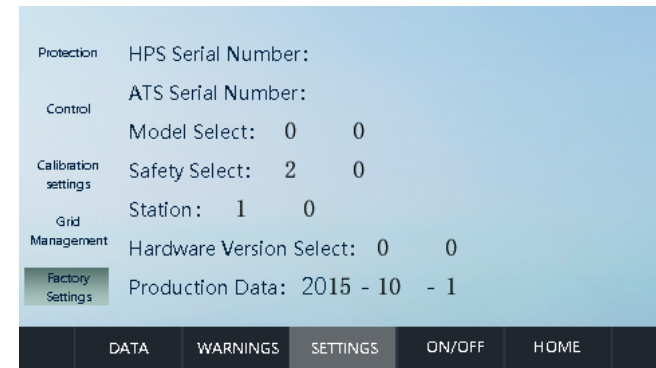 Protection
Control
Calibration
settings
Grid
Management
Factory
Settings
HPS Serial Number:
ATS Serial Number:
Model Select: 0 0
Safety Select: 2 0
Station: 1 0
Hardware Version Select: 0 0
Production Data: 2015 - 10 - 1
DATA WARNINGS SETTINGS ON/OFF HOME